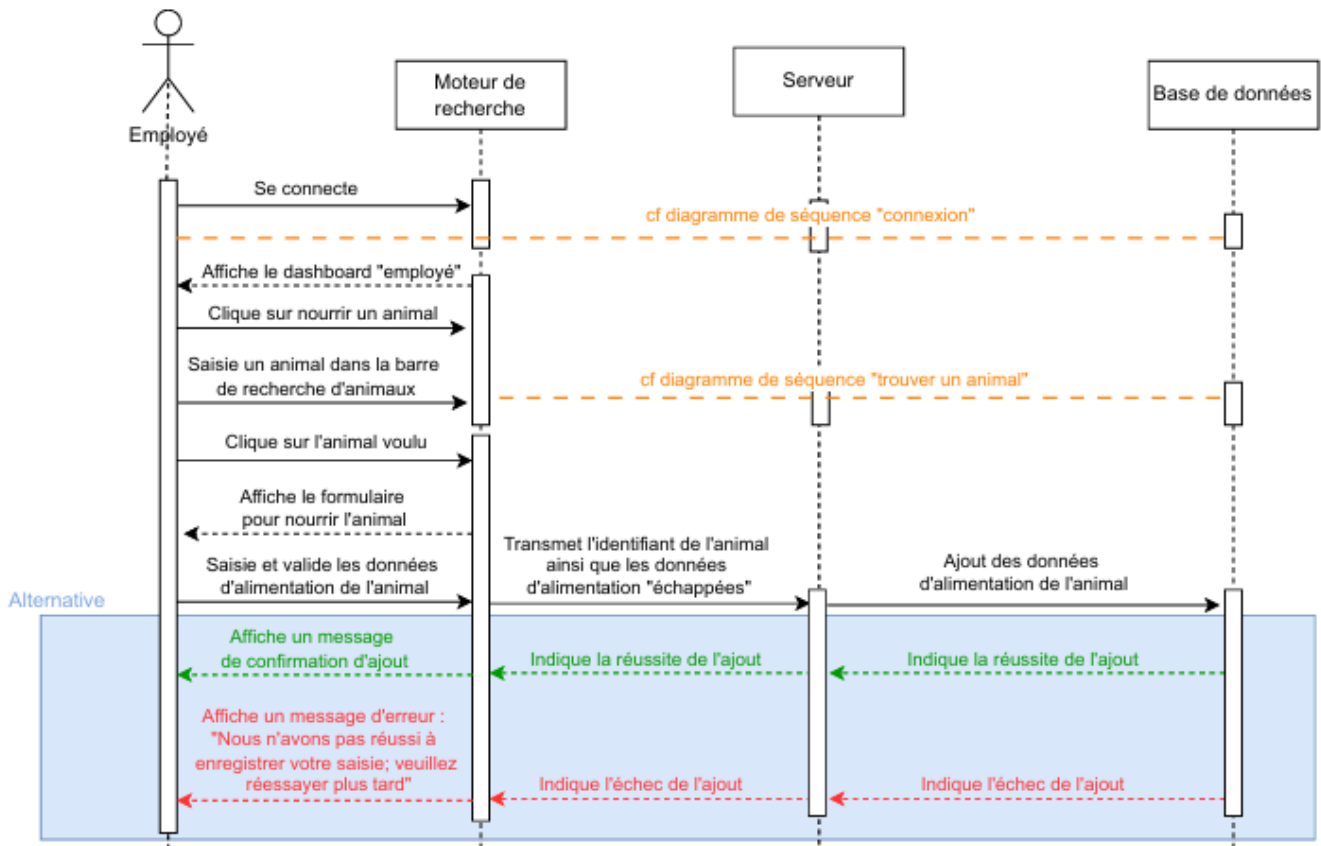 Employé
Moteur de
recherche
Serveur
Base de données
Se connecte
cf diagramme de séquence "connexion"
Affiche le dashboard "employé"
Clique sur nourrir un animal
Saisie un animal dans la barre
de recherche d'animaux
cf diagramme de séquence "trouver un animal"
Clique sur l'animal voulu
Affiche le formulaire
pour nourrir l'animal
Saisie et valide les données
d'alimentation de l'animal
Transmet l'identifiant de l'animal
ainsi que les données
d'alimentation "échappées"
Ajout des données
d'alimentation de l'animal
Alternative
Affiche un message
de confirmation d'ajout
Indique la réussite de l'ajout
Indique la réussite de l'ajout
Affiche un message d'erreur :
"Nous n'avons pas réussi à
enregistrer votre saisie; veuillez
réessayer plus tard"
Indique l'échec de l'ajout
Indique l'échec de l'ajout